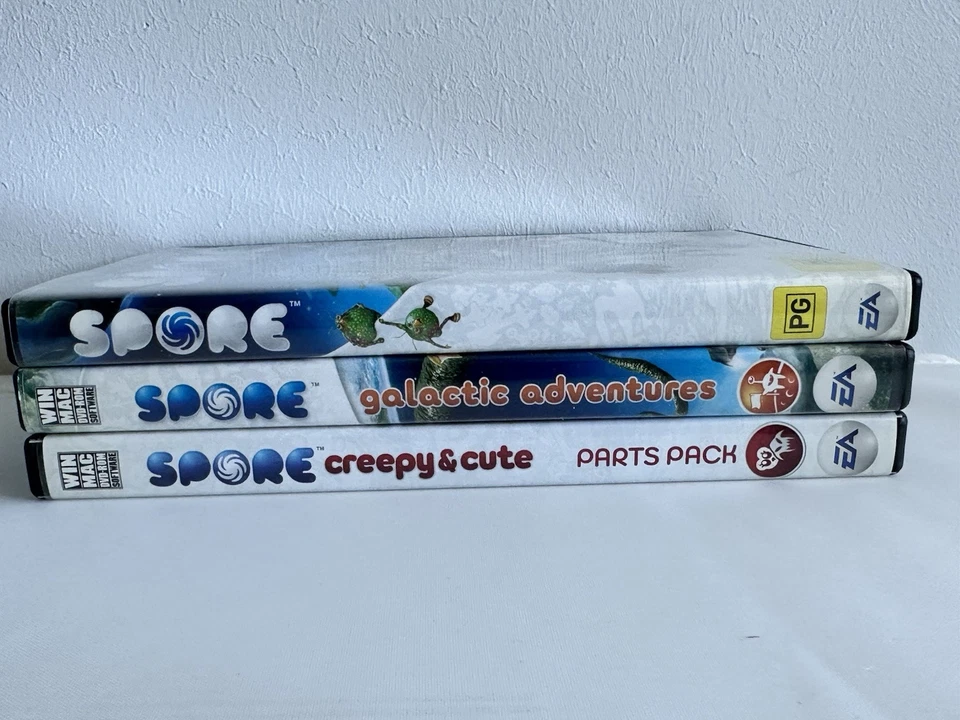 SPORE™ PG EA
WIN MAC DVD-ROM SOFTWARE SPORE™ galactic adventures EA
WIN MAC DVD-ROM SOFTWARE SPORE™ creepy & cute PARTS PACK EA